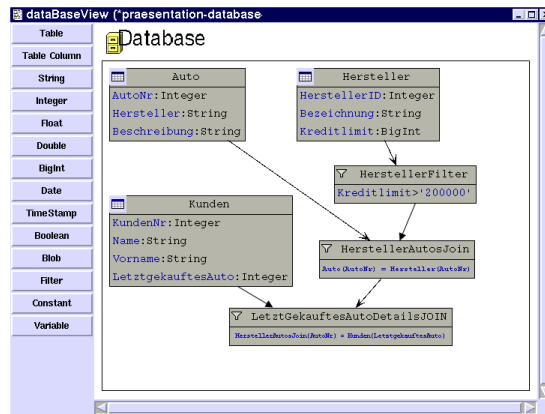 dataBaseView (*praesentation-database
Table
Table Column
String
Integer
Float
Double
BigInt
Date
TimeStamp
Boolean
Blob
Filter
Constant
Variable
Database
Auto
AutoNr:Integer
Hersteller:String
Beschreibung:String
Hersteller
HerstellerID:Integer
Bezeichnung:String
Kreditlimit:BigInt
HerstellerFilter
Kreditlimit>'200000'
Kunden
KundenNr:Integer
Name:String
Vorname:String
LetztgekauftesAuto:Integer
HerstellerAutosJoin
Auto(AutoNr) = Hersteller(AutoNr)
LetztGekauftesAutoDetailsJOIN
HerstellerAutosJoin(AutoNr) = Kunden(LetztgekauftesAuto)